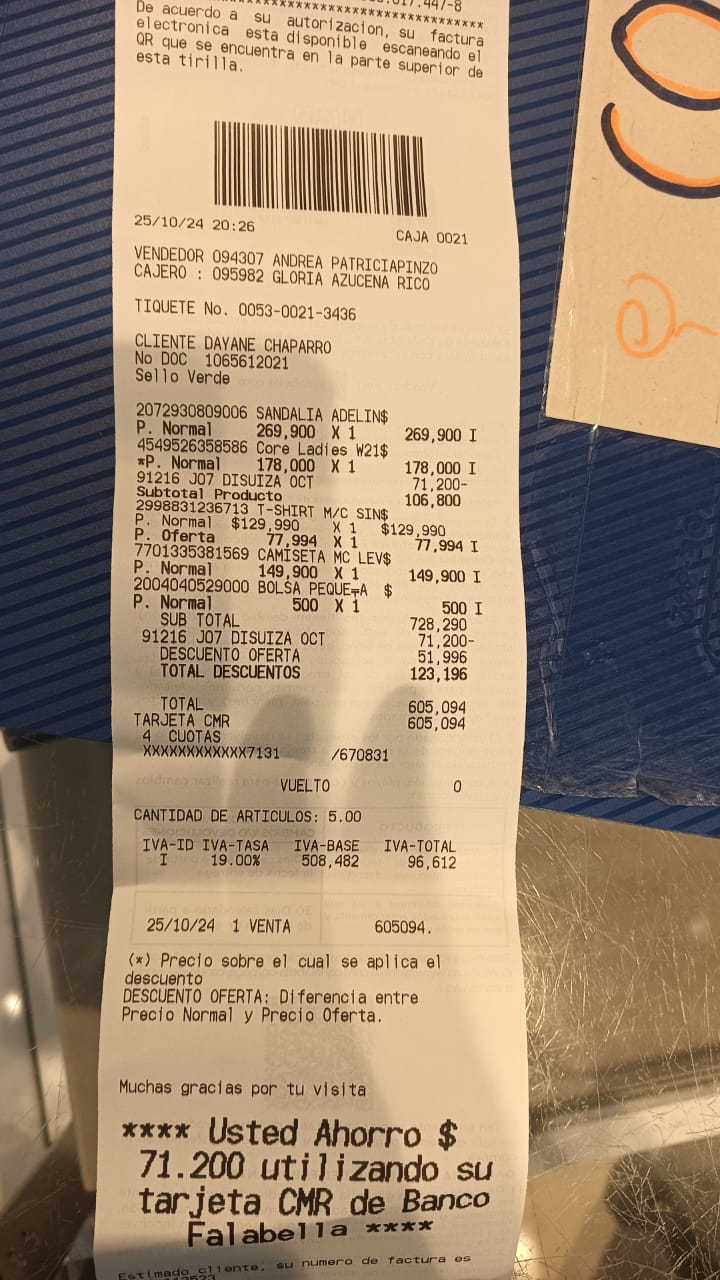 .447-8
De acuerdo a su autorizacion, su factura
electronica esta disponible escaneando el
QR que se encuentra en la parte superior de
esta tirilla.
25/10/24 20:26 CAJA 0021
VENDEDOR 094307 ANDREA PATRICIAPINZO
CAJERO : 095982 GLORIA AZUCENA RICO
TIQUETE No. 0053-0021-3436
CLIENTE DAYANE CHAPARRO
No DOC 1065612021
Sello Verde
2072930809006 SANDALIA ADELIN$
P. Normal 269,900 X 1 269,900 I
4549526358586 Core Ladies W21$
*P. Normal 178,000 X 1 178,000 I
91216 J07 DISUIZA OCT 71,200-
Subtotal Producto 106,800
2998831236713 T-SHIRT M/C SIN$
P. Normal $129,990 X 1 $129,990
P. Oferta 77,994 X 1 77,994 I
7701335381569 CAMISETA MC LEV$
P. Normal 149,900 X 1 149,900 I
2004040529000 BOLSA PEQUE¬A $
P. Normal 500 X 1 500 I
SUB TOTAL 728,290
91216 J07 DISUIZA OCT 71,200-
DESCUENTO OFERTA 51,996
TOTAL DESCUENTOS 123,196
TOTAL 605,094
TARJETA CMR 605,094
4 CUOTAS
XXXXXXXXXXXX7131 /670831
VUELTO 0
CANTIDAD DE ARTICULOS: 5.00
IVA-ID IVA-TASA IVA-BASE IVA-TOTAL
I 19.00% 508,482 96,612
25/10/24 1 VENTA 605094.
(*) Precio sobre el cual se aplica el
descuento
DESCUENTO OFERTA: Diferencia entre
Precio Normal y Precio Oferta.
Muchas gracias por tu visita
**** Usted Ahorro $
71.200 utilizando su
tarjeta CMR de Banco
Falabella ****
Estimado cliente, su numero de factura es